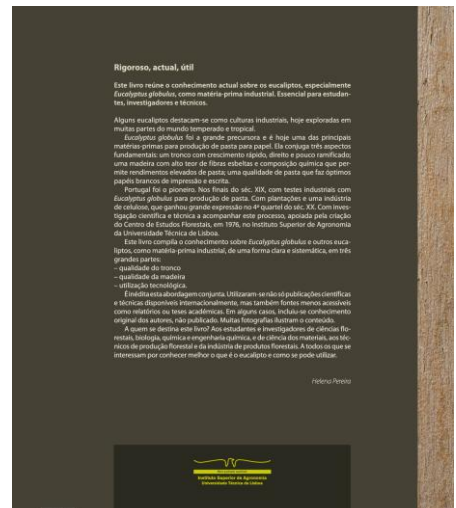 Rigoroso, actual, útil
Este livro reúne o conhecimento actual sobre os eucaliptos, especialmente
Eucalyptus globulus, como matéria-prima industrial. Essencial para estudan-
tes, investigadores e técnicos.
Alguns eucaliptos destacam-se como culturas industriais, hoje exploradas em
muitas partes do mundo temperado e tropical.
Eucalyptus globulus foi a grande precursora e é hoje uma das principais
matérias-primas para produção de pasta para papel. Ela conjuga três aspectos
fundamentais: um tronco com crescimento rápido, direito e pouco ramificado;
uma madeira com alto teor de fibras esbeltas e composição química que per-
mite rendimentos elevados de pasta; uma qualidade de pasta que faz óptimos
papéis brancos de impressão e escrita.
Portugal foi o pioneiro. Nos finais do séc. XIX, com testes industriais com
Eucalyptus globulus para produção de pasta. Com plantações e uma indústria
de celulose, que ganhou grande expressão no 4º quartel do séc. XX. Com inves-
tigação científica e técnica a acompanhar este processo, apoiada pela criação
do Centro de Estudos Florestais, em 1976, no Instituto Superior de Agronomia
da Universidade Técnica de Lisboa.
Este livro compila o conhecimento sobre Eucalyptus globulus e outros euca-
liptos, como matéria-prima industrial, de uma forma clara e sistemática, em três
grandes partes:
– qualidade do tronco
– qualidade da madeira
– utilização tecnológica.
É inédita esta abordagem conjunta. Utilizaram-se não só publicações científicas
e técnicas disponíveis internacionalmente, mas também fontes menos acessíveis
como relatórios ou teses académicas. Em alguns casos, incluiu-se conhecimento
original dos autores, não publicado. Muitas fotografias ilustram o conteúdo.
A quem se destina este livro? Aos estudantes e investigadores de ciências flo-
restais, biologia, química e engenharia química, e de ciência dos materiais, aos téc-
nicos de produção florestal e da indústria de produtos florestais. A todos os que se
interessam por conhecer melhor o que é o eucalipto e como se pode utilizar.
Helena Pereira
Instituto Superior de Agronomia
Universidade Técnica de Lisboa